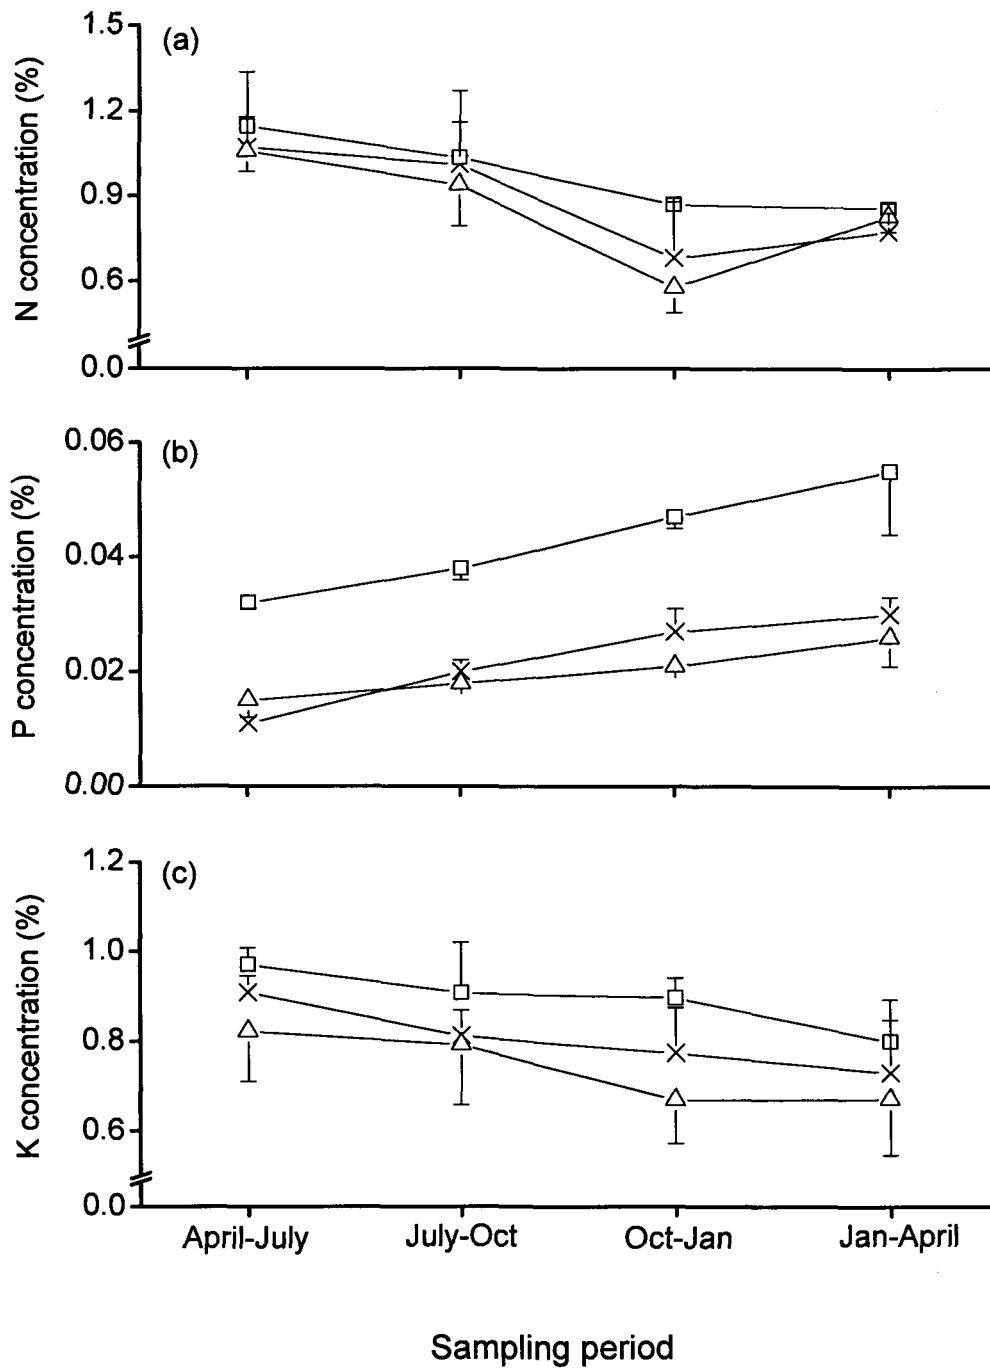 (a)
N concentration (%)
1.5
1.2
0.9
0.6
0.0
(b)
P concentration (%)
0.06
0.04
0.02
0.00
(c)
K concentration (%)
1.2
1.0
0.8
0.6
0.0
April-July July-Oct Oct-Jan Jan-April
Sampling period